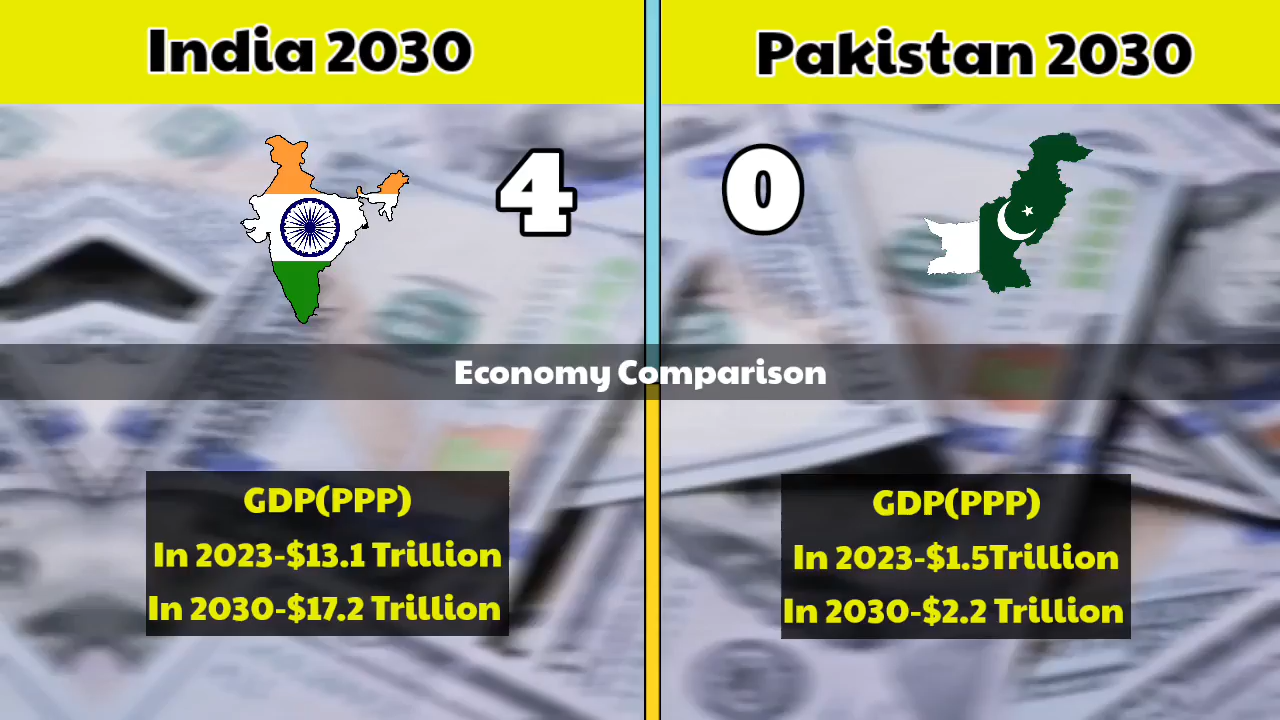 India 2030
Pakistan 2030
4
0
Economy Comparison
GDP(PPP)
In 2023-$13.1 Trillion
In 2030-$17.2 Trillion
GDP(PPP)
In 2023-$1.5Trillion
In 2030-$2.2 Trillion